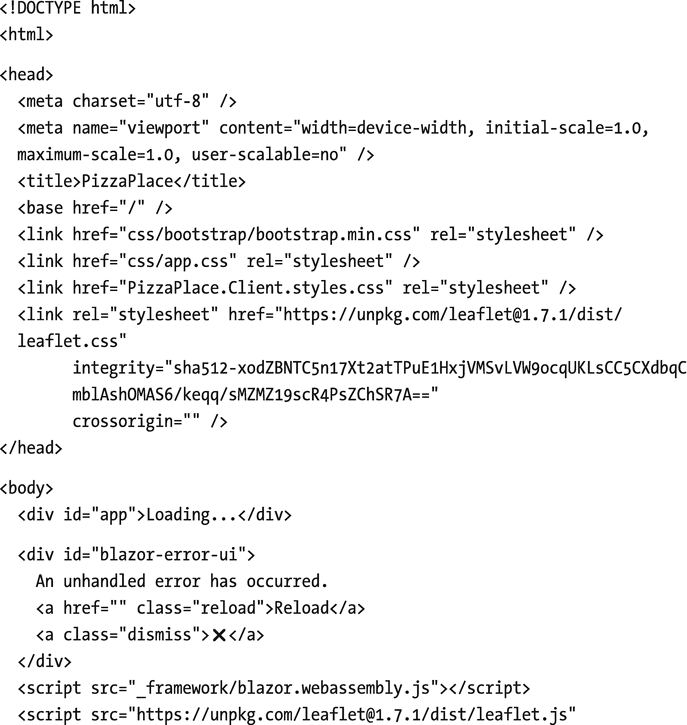 <!DOCTYPE html>
<html>
<head>
<meta charset="utf-8" />
<meta name="viewport" content="width=device-width, initial-scale=1.0,
maximum-scale=1.0, user-scalable=no" />
<title>PizzaPlace</title>
<base href="/" />
<link href="css/bootstrap/bootstrap.min.css" rel="stylesheet" />
<link href="css/app.css" rel="stylesheet" />
<link href="PizzaPlace.Client.styles.css" rel="stylesheet" />
<link rel="stylesheet" href="https://unpkg.com/leaflet@1.7.1/dist/
leaflet.css"
integrity="sha512-xodZBNTC5n17Xt2atTPuE1HxjVMSvLVW9ocqUKLsCC5CXdbqC
mblAshOMAS6/keqq/sMZMZ19scR4PsZChSR7A=="
crossorigin="" />
</head>
<body>
<div id="app">Loading...</div>
<div id="blazor-error-ui">
An unhandled error has occurred.
<a href="" class="reload">Reload</a>
<a class="dismiss">🗙</a>
</div>
<script src="_framework/blazor.webassembly.js"></script>
<script src="https://unpkg.com/leaflet@1.7.1/dist/leaflet.js"